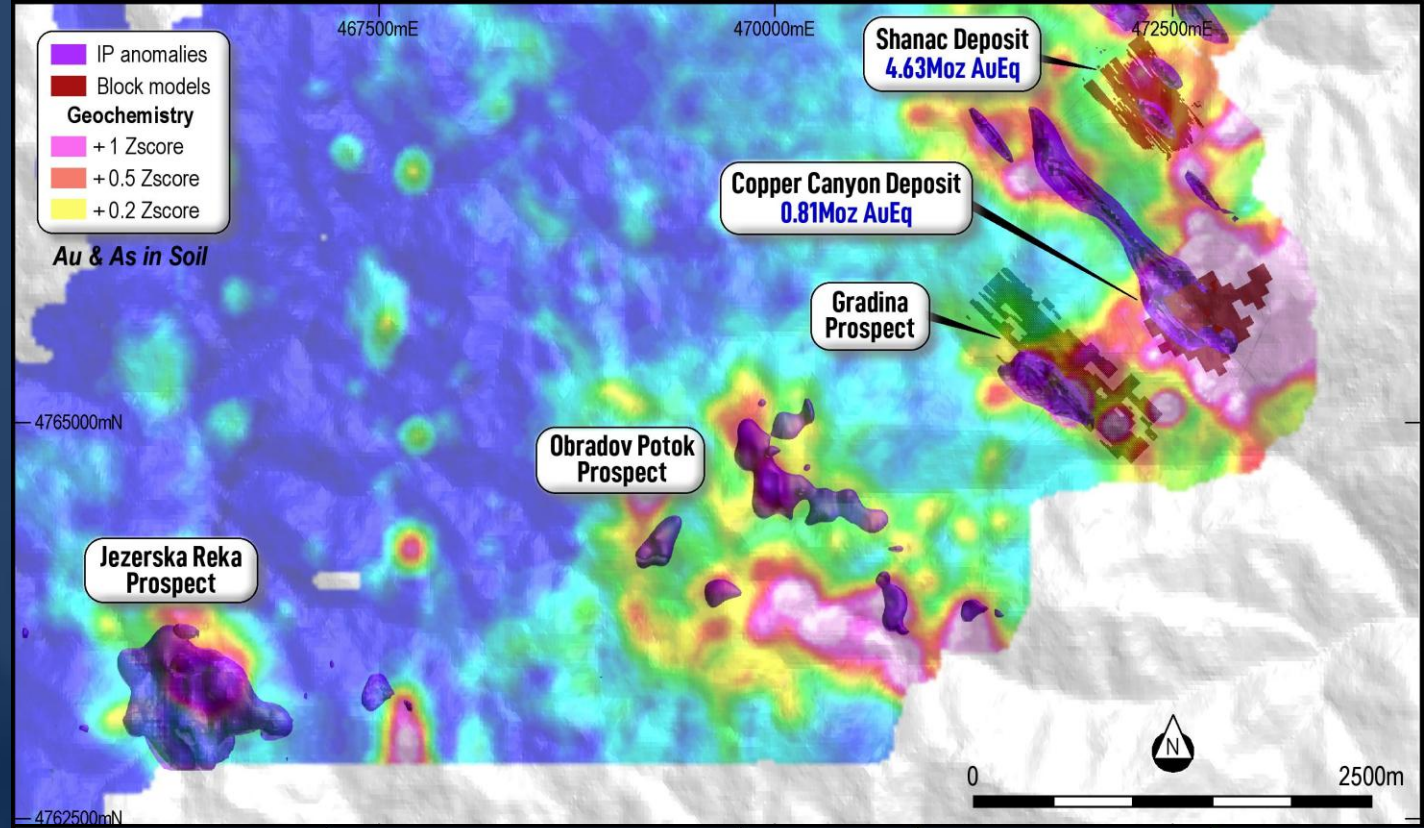 467500mE
470000mE
472500mE
IP anomalies
Block models
Geochemistry
+ 1 Zscore
+ 0.5 Zscore
+ 0.2 Zscore
Au & As in Soil
Shanac Deposit
4.63Moz AuEq
Copper Canyon Deposit
0.81Moz AuEq
Gradina
Prospect
4765000mN
Obradov Potok
Prospect
Jezerska Reka
Prospect
N
0
2500m
4762500mN